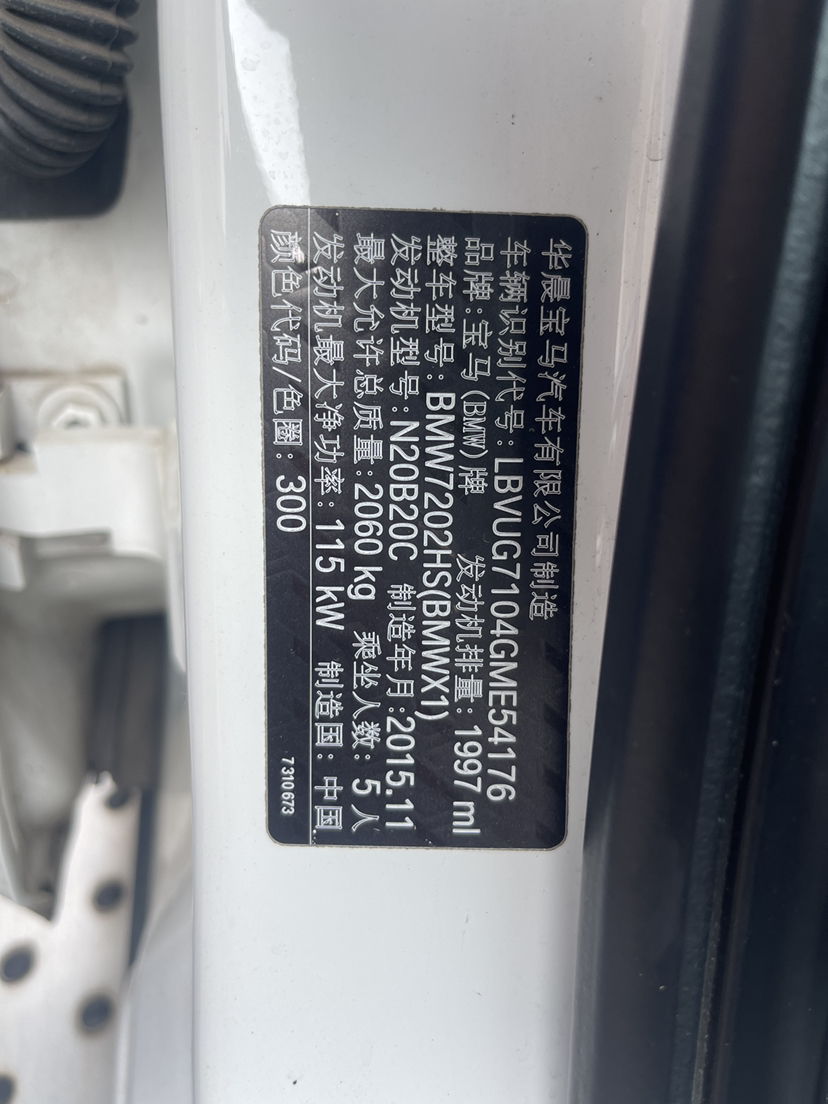 华晨宝马汽车有限公司制造
车辆识别代号:LBVUG7104GME54176
品牌:宝马(BMW)牌 发动机排量:1997 ml
整车型号:BMW7202HS(BMWX1)
发动机型号:N20B20C 制造年月:2015.11
最大允许总质量:2060 kg 乘坐人数:5人
发动机最大净功率:115 kW 制造国:中国
颜色代码/色圈:300
7310673